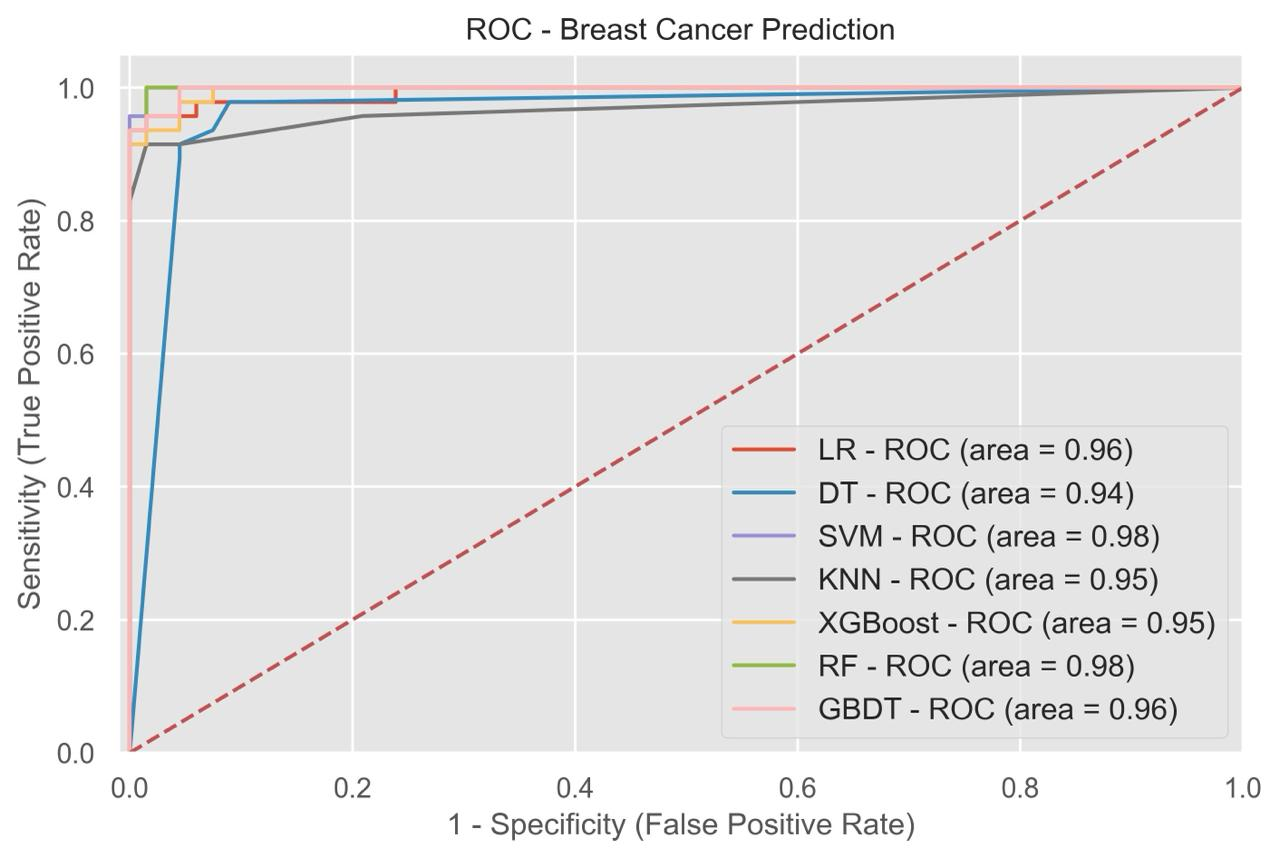 ROC - Breast Cancer Prediction
Sensitivity (True Positive Rate)
1.0
0.8
0.6
0.4
0.2
0.0
LR - ROC (area = 0.96)
DT - ROC (area = 0.94)
SVM - ROC (area = 0.98)
KNN - ROC (area = 0.95)
XGBoost - ROC (area = 0.95)
RF - ROC (area = 0.98)
GBDT - ROC (area = 0.96)
0.0 0.2 0.4 0.6 0.8 1.0
1 - Specificity (False Positive Rate)